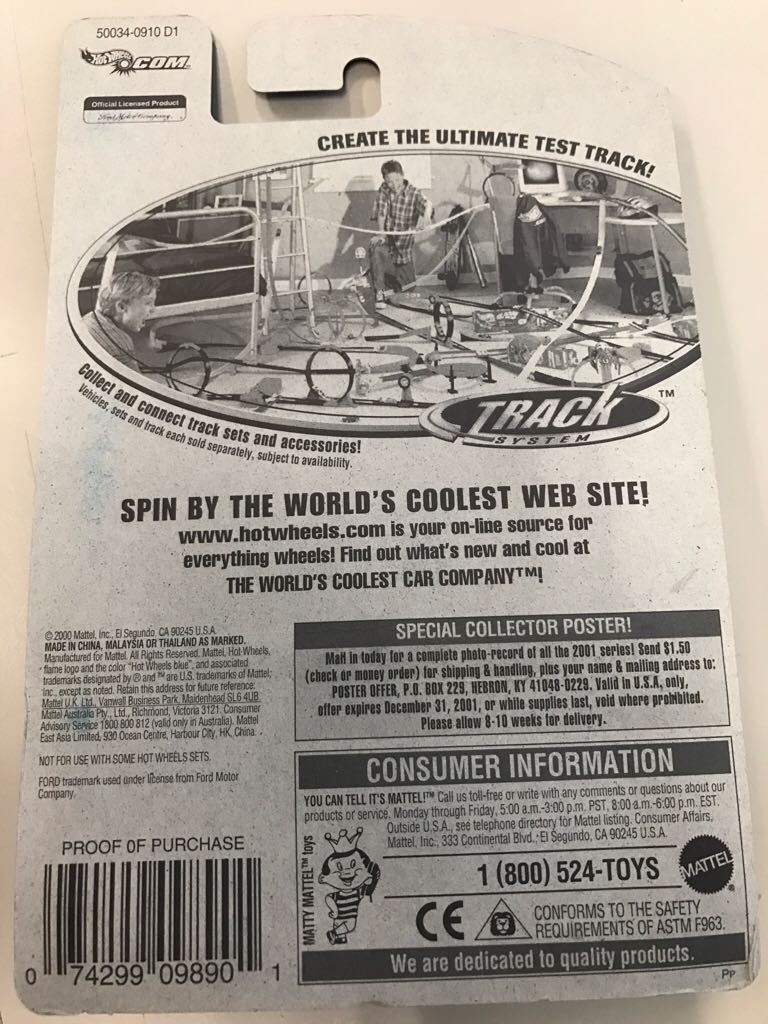 50034-0910 D1
Hot Wheels .COM
Official Licensed Product
Ford Motor Company
CREATE THE ULTIMATE TEST TRACK!
Collect and connect track sets and accessories!
Vehicles, sets and track each sold separately, subject to availability.
TRACK ™
SYSTEM
SPIN BY THE WORLD'S COOLEST WEB SITE!
www.hotwheels.com is your on-line source for
everything wheels! Find out what's new and cool at
THE WORLD'S COOLEST CAR COMPANY™!
© 2000 Mattel, Inc., El Segundo, CA 90245 U.S.A.
MADE IN CHINA, MALAYSIA OR THAILAND AS MARKED.
Manufactured for Mattel. All Rights Reserved. Mattel, Hot Wheels,
flame logo and the color "Hot Wheels blue", and associated
trademarks designated by ® and ™ are U.S. trademarks of Mattel,
Inc., except as noted. Retain this address for future reference:
Mattel U.K. Ltd., Vanwall Business Park, Maidenhead SL6 4UB.
Mattel Australia Pty., Ltd., Richmond, Victoria 3121. Consumer
Advisory Service 1800 800 812 (valid only in Australia). Mattel
East Asia Limited, 930 Ocean Centre, Harbour City, HK, China.
NOT FOR USE WITH SOME HOT WHEELS SETS.
FORD trademark used under license from Ford Motor
Company.
SPECIAL COLLECTOR POSTER!
Mail in today for a complete photo-record of all the 2001 series! Send $1.50
(check or money order) for shipping & handling, plus your name & mailing address to:
POSTER OFFER, P.O. BOX 229, HEBRON, KY 41048-0229. Valid in U.S.A. only,
offer expires December 31, 2001, or while supplies last, void where prohibited.
Please allow 8-10 weeks for delivery.
CONSUMER INFORMATION
YOU CAN TELL IT'S MATTEL!™ Call us toll-free or write with any comments or questions about our
products or service. Monday through Friday, 5:00 a.m.-3:00 p.m. PST, 8:00 a.m.-6:00 p.m. EST.
Outside U.S.A., see telephone directory for Mattel listing. Consumer Affairs,
Mattel, Inc., 333 Continental Blvd., El Segundo, CA 90245 U.S.A.
MATTY MATTEL™ toys
1 (800) 524-TOYS
MATTEL ®
CE
CONFORMS TO THE SAFETY
REQUIREMENTS OF ASTM F963.
We are dedicated to quality products.
PROOF OF PURCHASE
0 74299 09890 1
PP